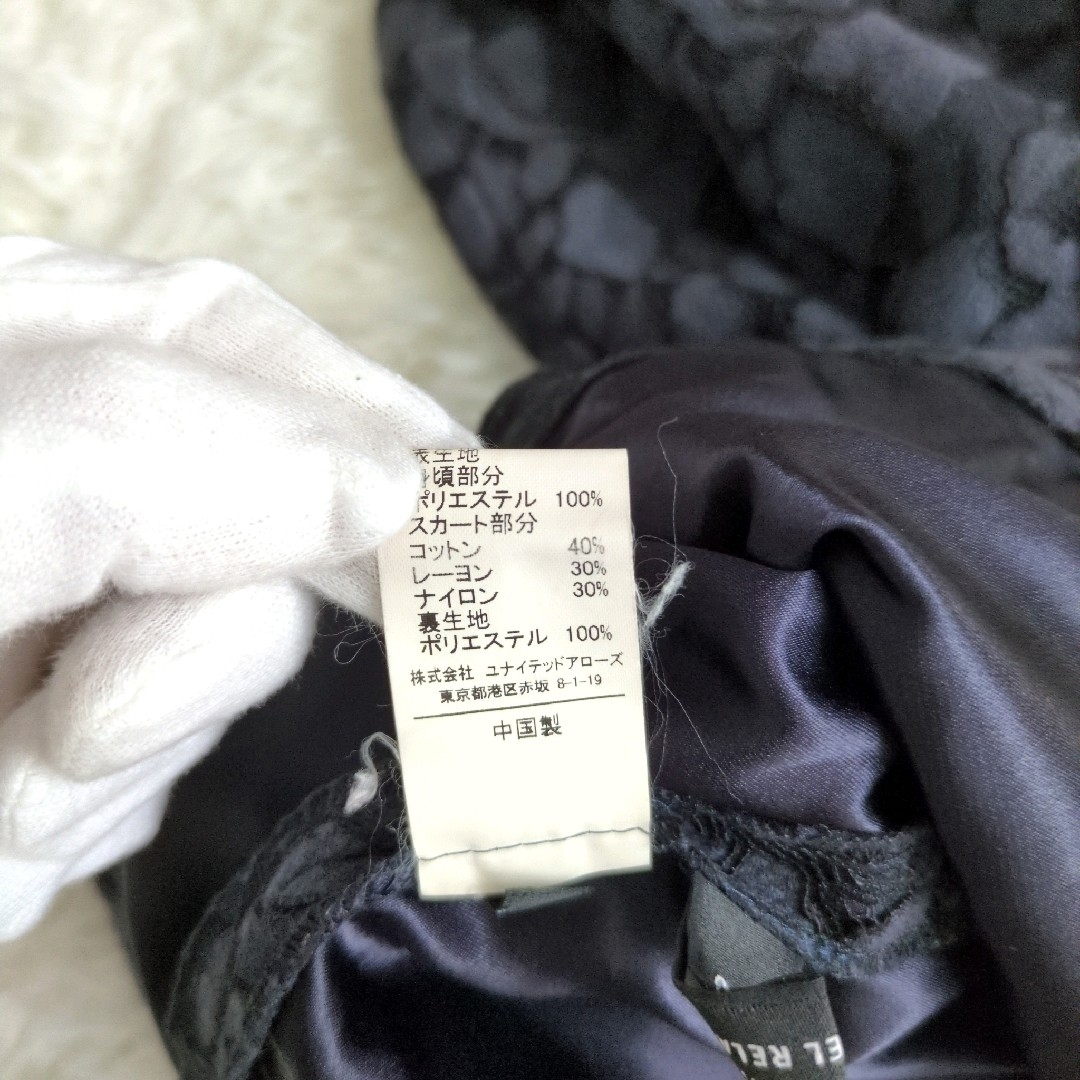 表生地
身頃部分
ポリエステル 100%
スカート部分
コットン 40%
レーヨン 30%
ナイロン 30%
裏生地
ポリエステル 100%
株式会社 ユナイテッドアローズ
東京都港区赤坂 8-1-19
中国製
EL REL